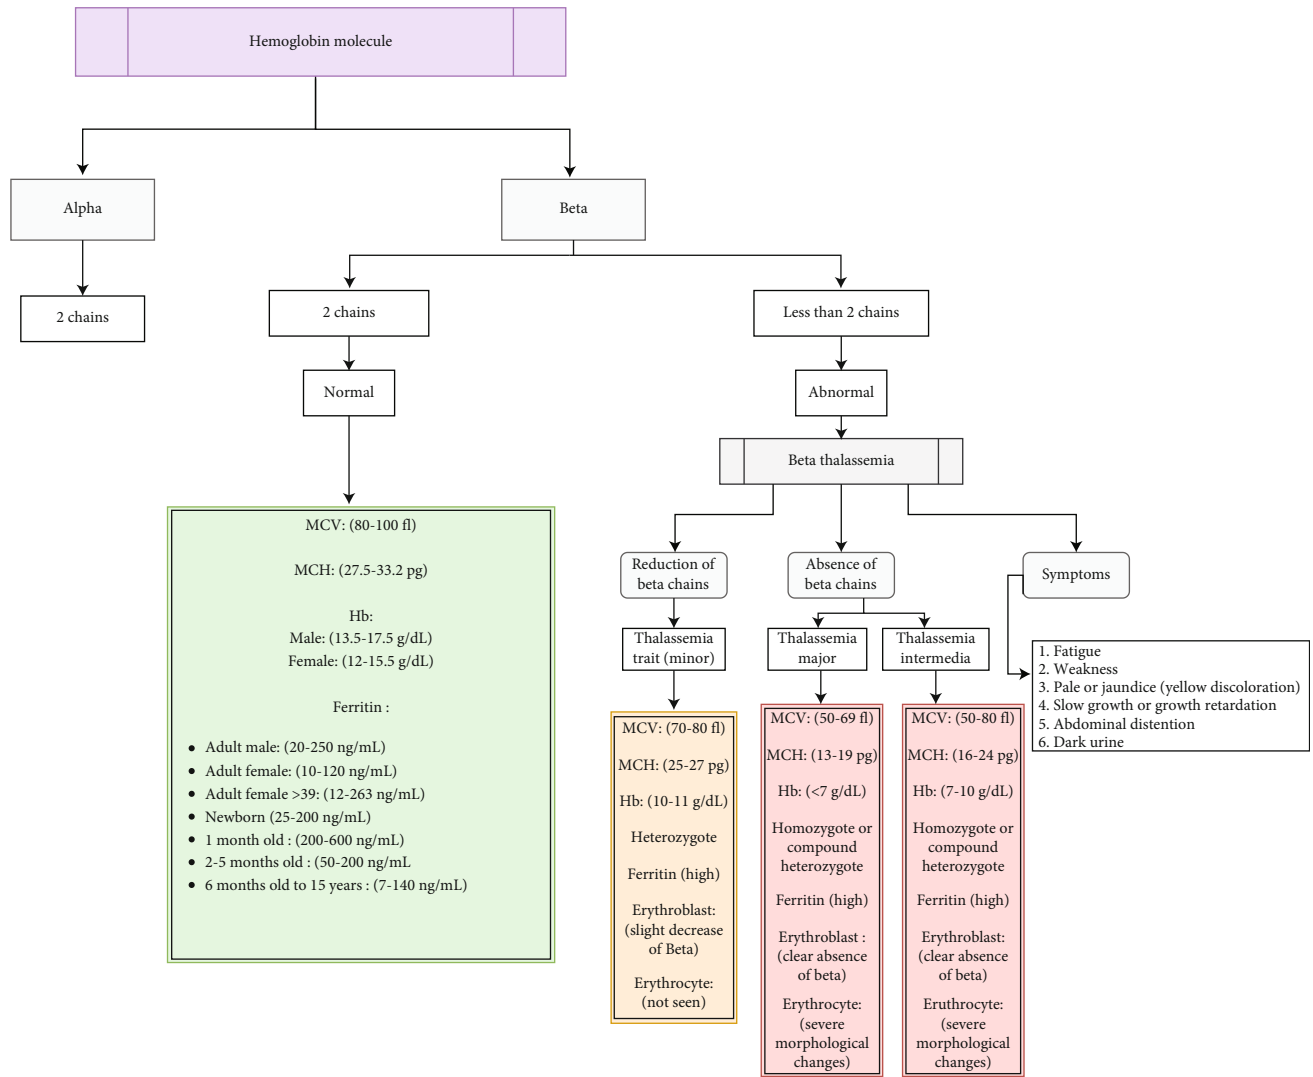 Hemoglobin molecule
Alpha
Beta
2 chains
2 chains
Less than 2 chains
Normal
Abnormal
Beta thalassemia
MCV: (80-100 fl)
MCH: (27.5-33.2 pg)
Hb:
Male: (13.5-17.5 g/dL)
Female: (12-15.5 g/dL)
Ferritin :
• Adult male: (20-250 ng/mL)
• Adult female: (10-120 ng/mL)
• Adult female >39: (12-263 ng/mL)
• Newborn (25-200 ng/mL)
• 1 month old : (200-600 ng/mL)
• 2-5 months old : (50-200 ng/mL
• 6 months old to 15 years : (7-140 ng/mL)
Reduction of
beta chains
Absence of
beta chains
Symptoms
Thalassemia
trait (minor)
Thalassemia
major
Thalassemia
intermedia
1. Fatigue
2. Weakness
3. Pale or jaundice (yellow discoloration)
4. Slow growth or growth retardation
5. Abdominal distention
6. Dark urine
MCV: (70-80 fl)
MCH: (25-27 pg)
Hb: (10-11 g/dL)
Heterozygote
Ferritin (high)
Erythroblast:
(slight decrease
of Beta)
Erythrocyte:
(not seen)
MCV: (50-69 fl)
MCH: (13-19 pg)
Hb: (<7 g/dL)
Homozygote or
compound
heterozygote
Ferritin (high)
Erythroblast :
(clear absence
of beta)
Erythrocyte:
(severe
morphological
changes)
MCV: (50-80 fl)
MCH: (16-24 pg)
Hb: (7-10 g/dL)
Homozygote or
compound
heterozygote
Ferritin (high)
Erythroblast:
(clear absence
of beta)
Eruthrocyte:
(severe
morphological
changes)